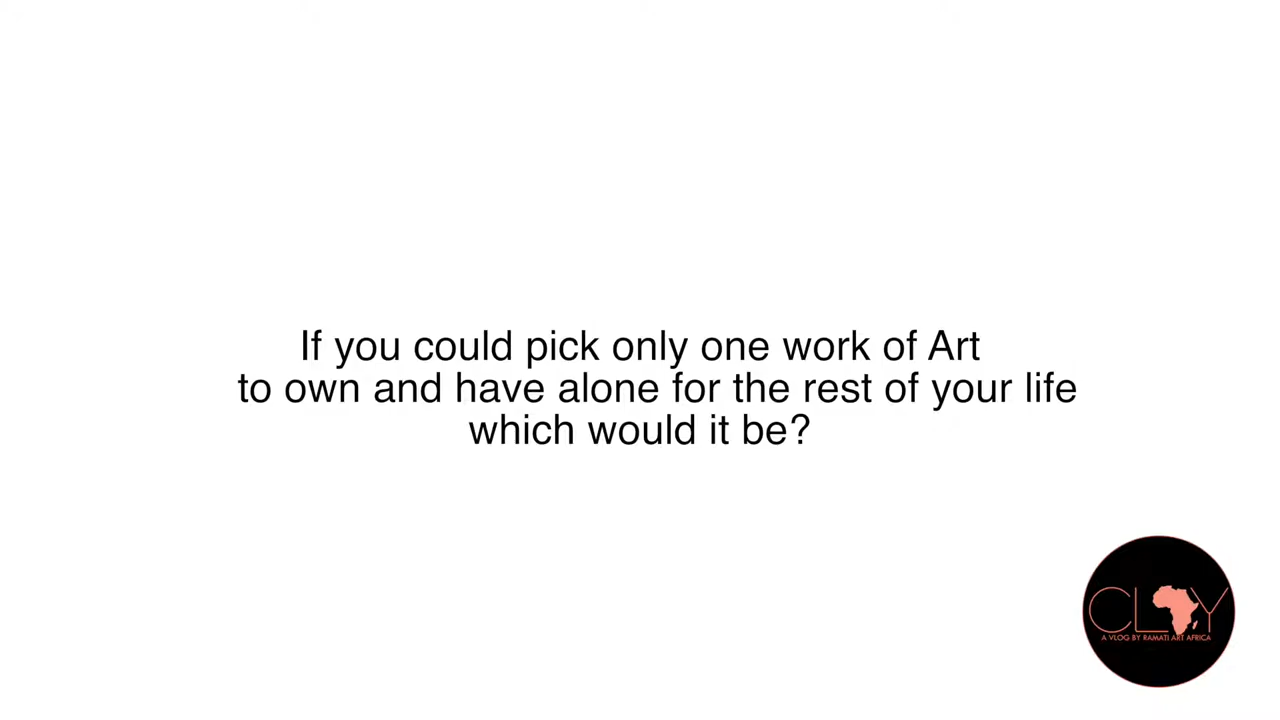 If you could pick only one work of Art
to own and have alone for the rest of your life
which would it be?
CLAY
A VLOG BY RAMATI ART AFRICA